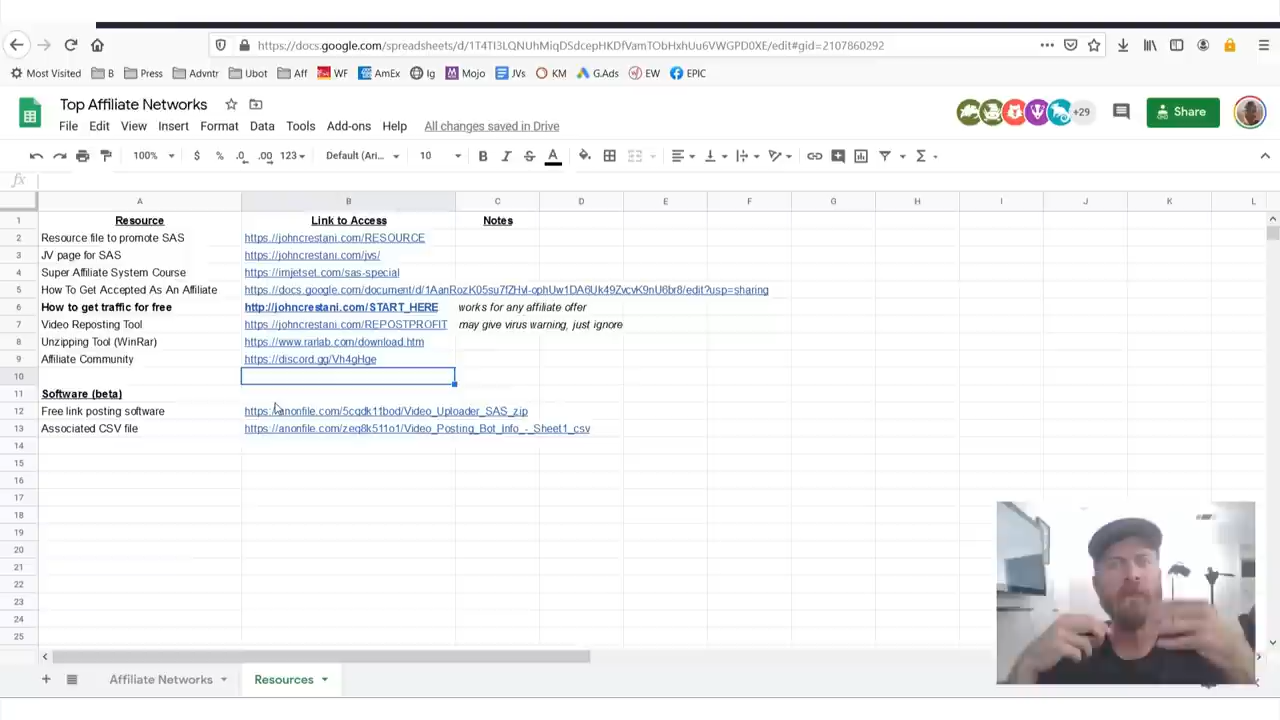 https://docs.google.com/spreadsheets/d/1T4TI3LQNUhMiqDSdcepHKDfVamTObHxhUu6VWGPD0XE/edit#gid=2107860292
Most Visited B Press Advntr Ubot Aff WF AmEx Ig Mojo JVs KM G.Ads EW EPIC
Top Affiliate Networks
+29
Share
File Edit View Insert Format Data Tools Add-ons Help All changes saved in Drive
100% $ % .0 .00 123 Default (Ari... 10 B I S A
fx
A B C D E F G H I J K L
1 Resource Link to Access Notes
2 Resource file to promote SAS https://johncrestani.com/RESOURCE
3 JV page for SAS https://johncrestani.com/jvs/
4 Super Affiliate System Course https://imjetset.com/sas-special
5 How To Get Accepted As An Affiliate https://docs.google.com/document/d/1AanRozK05su7fZHvl-ophUw1DA6Uk49ZvcvK9nU6br8/edit?usp=sharing
6 How to get traffic for free http://johncrestani.com/START_HERE works for any affiliate offer
7 Video Reposting Tool https://johncrestani.com/REPOSTPROFIT may give virus warning, just ignore
8 Unzipping Tool (WinRar) https://www.rarlab.com/download.htm
9 Affiliate Community https://discord.gg/Vh4gHge
10
11 Software (beta)
12 Free link posting software https://anonfile.com/5cqdk11bod/Video_Uploader_SAS_zip
13 Associated CSV file https://anonfile.com/zeq8k511o1/Video_Posting_Bot_Info_-_Sheet1_csv
14
15
16
17
18
19
20
21
22
23
24
25
Affiliate Networks Resources